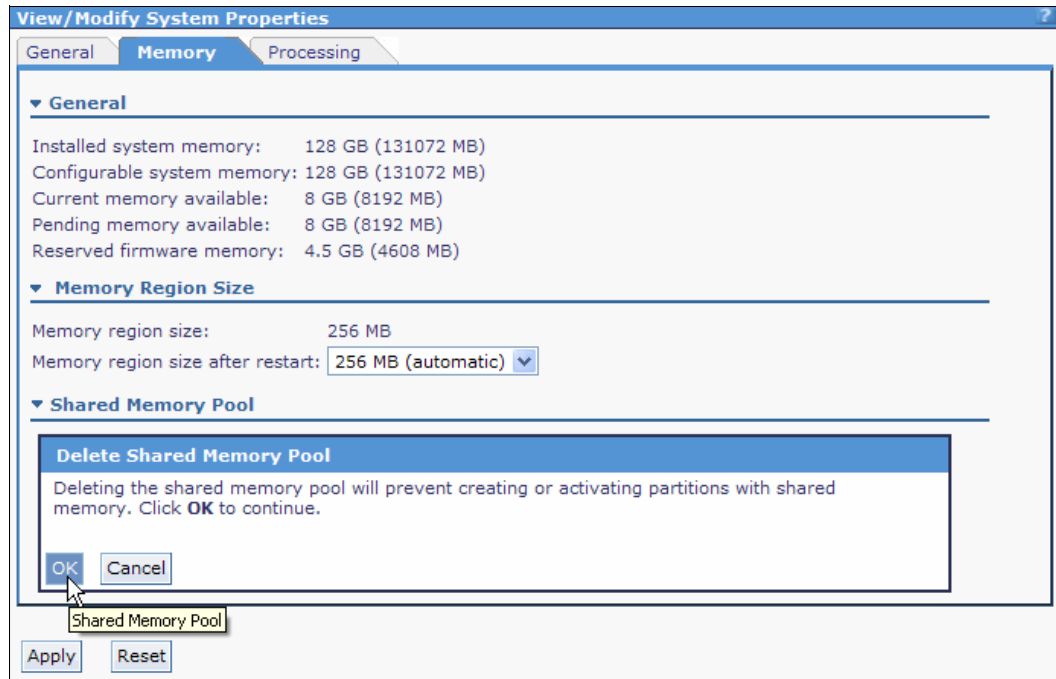 View/Modify System Properties ?
General Memory Processing
General
Installed system memory: 128 GB (131072 MB)
Configurable system memory: 128 GB (131072 MB)
Current memory available: 8 GB (8192 MB)
Pending memory available: 8 GB (8192 MB)
Reserved firmware memory: 4.5 GB (4608 MB)
Memory Region Size
Memory region size: 256 MB
Memory region size after restart: 256 MB (automatic)
Shared Memory Pool
Delete Shared Memory Pool
Deleting the shared memory pool will prevent creating or activating partitions with shared
memory. Click OK to continue.
OK Cancel
Shared Memory Pool
Apply Reset